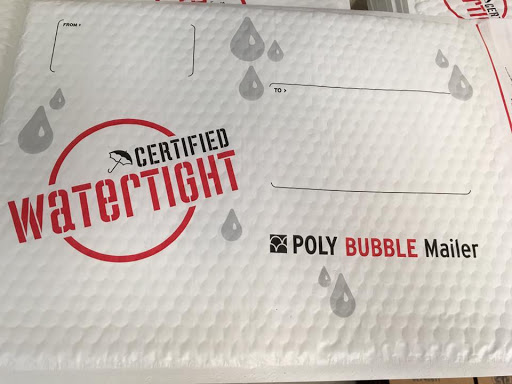 FROM >
TO >
CERTIFIED
WATERTIGHT
POLY BUBBLE Mailer